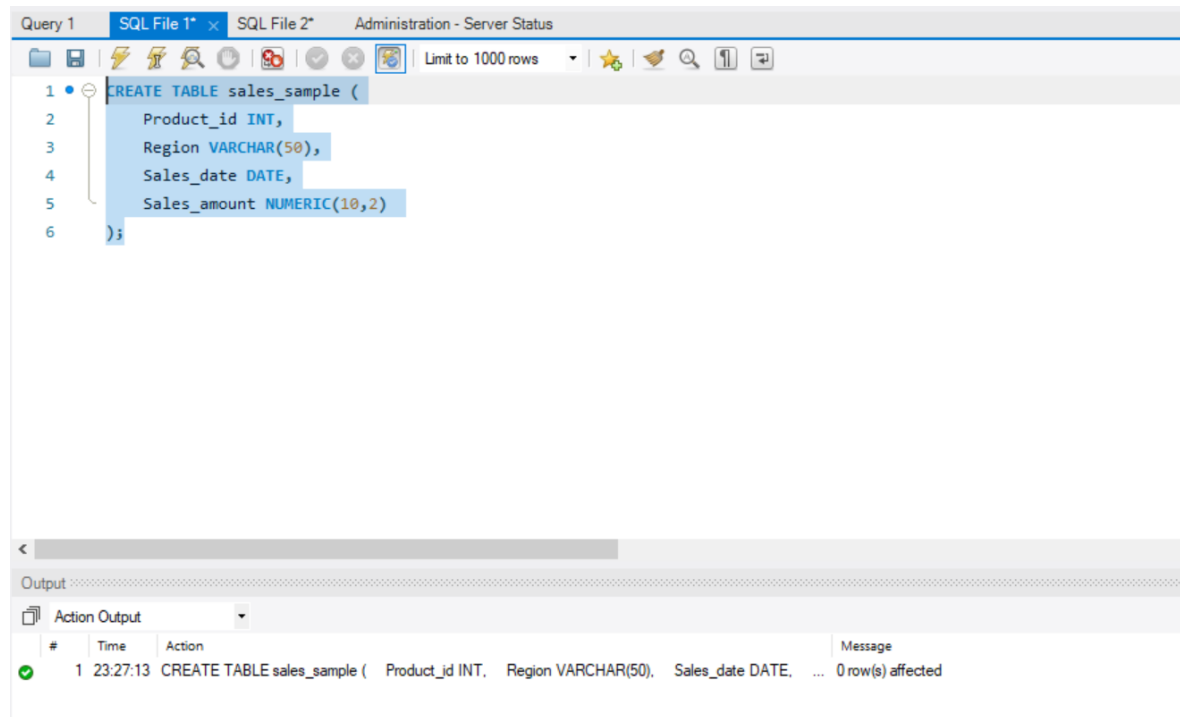 Query 1 SQL File 1* × SQL File 2* Administration - Server Status
Limit to 1000 rows
1 CREATE TABLE sales_sample (
2 Product_id INT,
3 Region VARCHAR(50),
4 Sales_date DATE,
5 Sales_amount NUMERIC(10,2)
6 );
Output
Action Output
# Time Action Message
1 23:27:13 CREATE TABLE sales_sample ( Product_id INT, Region VARCHAR(50), Sales_date DATE, ... 0 row(s) affected